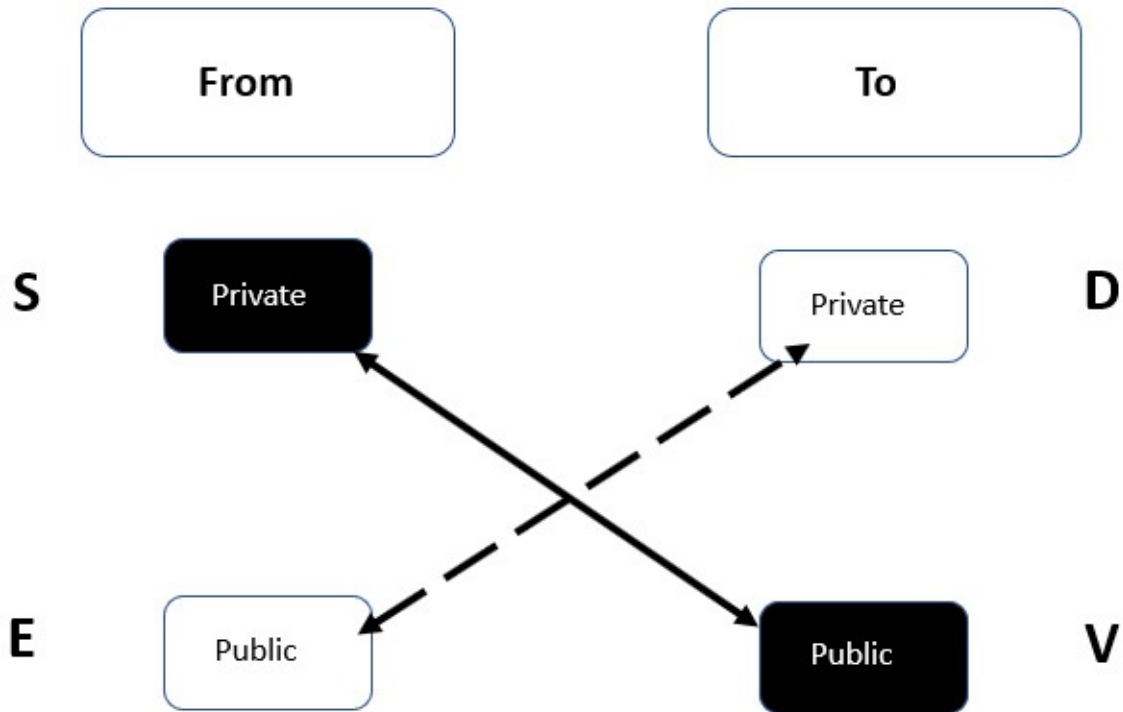 From
To
S
Private
Private
D
E
Public
Public
V